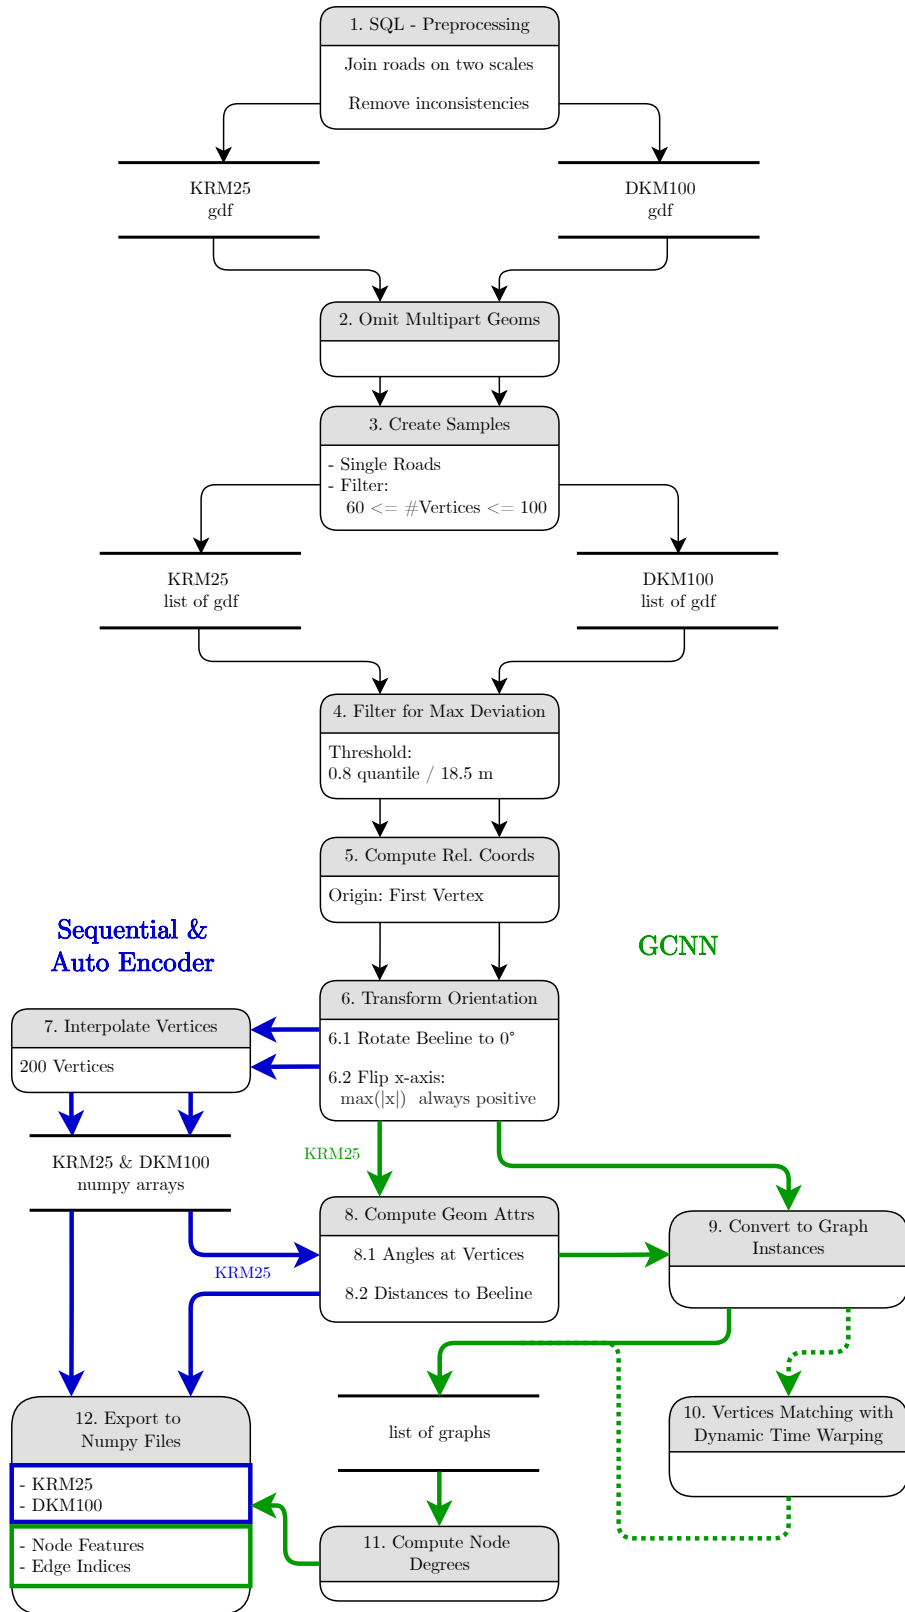 1. SQL - Preprocessing
Join roads on two scales
Remove inconsistencies
KRM25
gdf
DKM100
gdf
2. Omit Multipart Geoms
3. Create Samples
- Single Roads
- Filter:
60 <= #Vertices <= 100
KRM25
list of gdf
DKM100
list of gdf
4. Filter for Max Deviation
Threshold:
0.8 quantile / 18.5 m
5. Compute Rel. Coords
Origin: First Vertex
Sequential &
Auto Encoder
GCNN
6. Transform Orientation
6.1 Rotate Beeline to 0°
6.2 Flip x-axis:
max(|x|) always positive
7. Interpolate Vertices
200 Vertices
KRM25 & DKM100
numpy arrays
KRM25
8. Compute Geom Attrs
8.1 Angles at Vertices
8.2 Distances to Beeline
KRM25
9. Convert to Graph
Instances
list of graphs
10. Vertices Matching with
Dynamic Time Warping
11. Compute Node
Degrees
12. Export to
Numpy Files
- KRM25
- DKM100
- Node Features
- Edge Indices